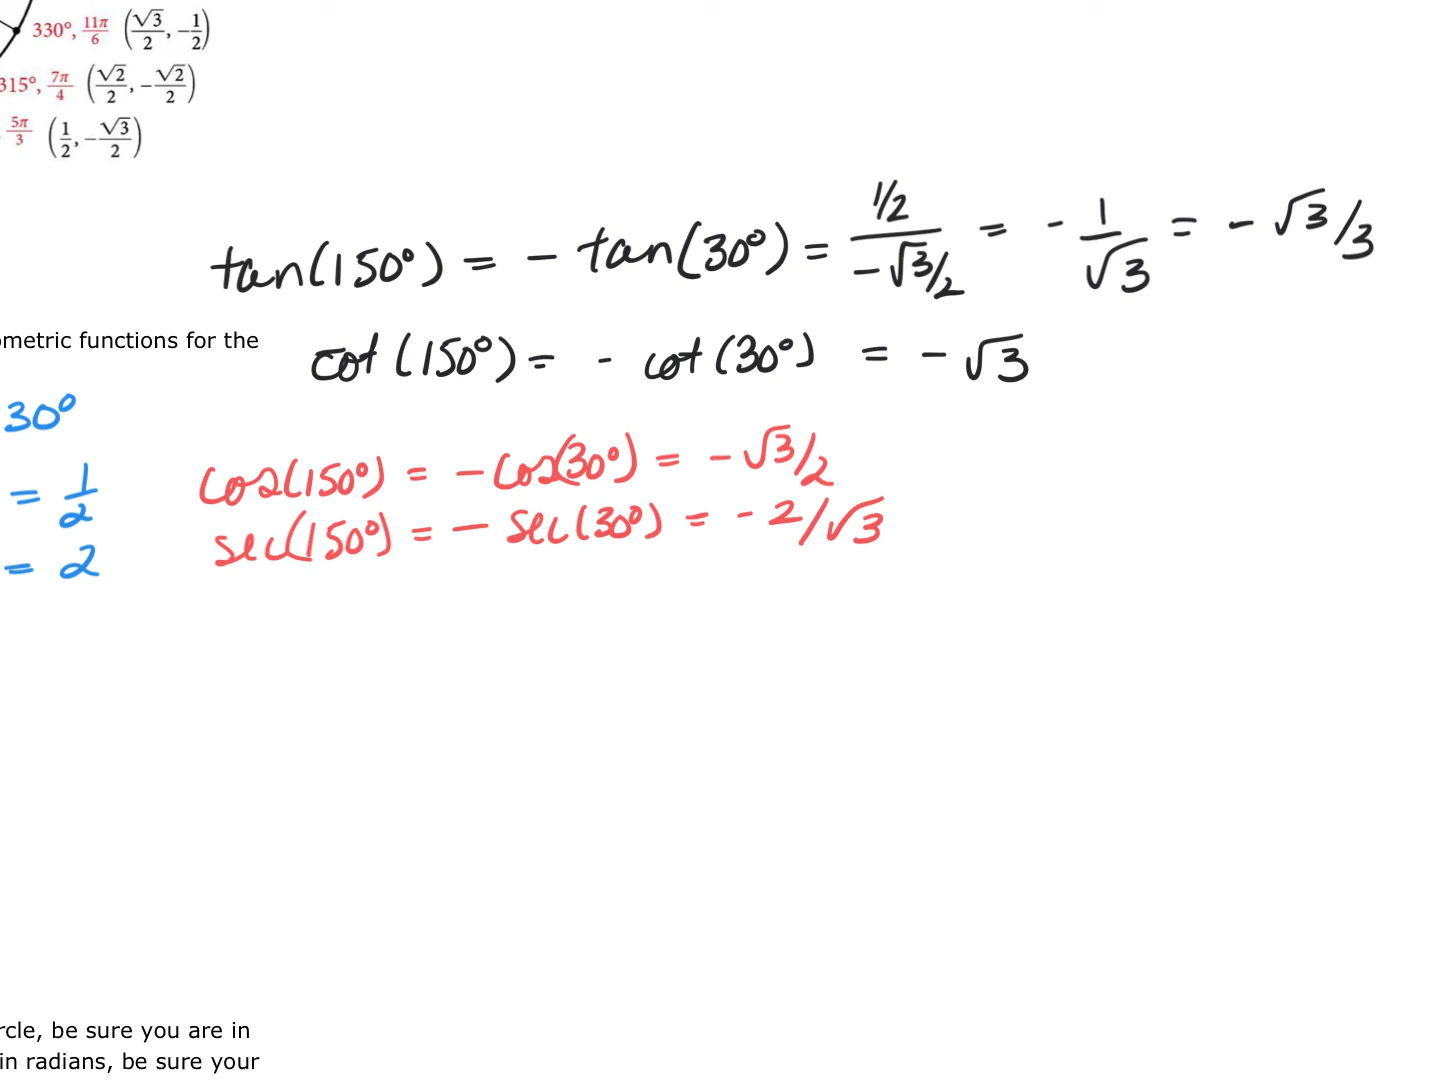 330°, 11π/6 (√3/2, -1/2)
315°, 7π/4 (√2/2, -√2/2)
5π/3 (1/2, -√3/2)
tan(150°) = - tan(30°) = 1/2 / -√3/2 = - 1/√3 = - √3/3
ometric functions for the
cot(150°) = - cot(30°) = - √3
30°
= 1/2
= 2
cos(150°) = -cos(30°) = - √3/2
sec(150°) = - sec(30°) = - 2/√3
rcle, be sure you are in
in radians, be sure your